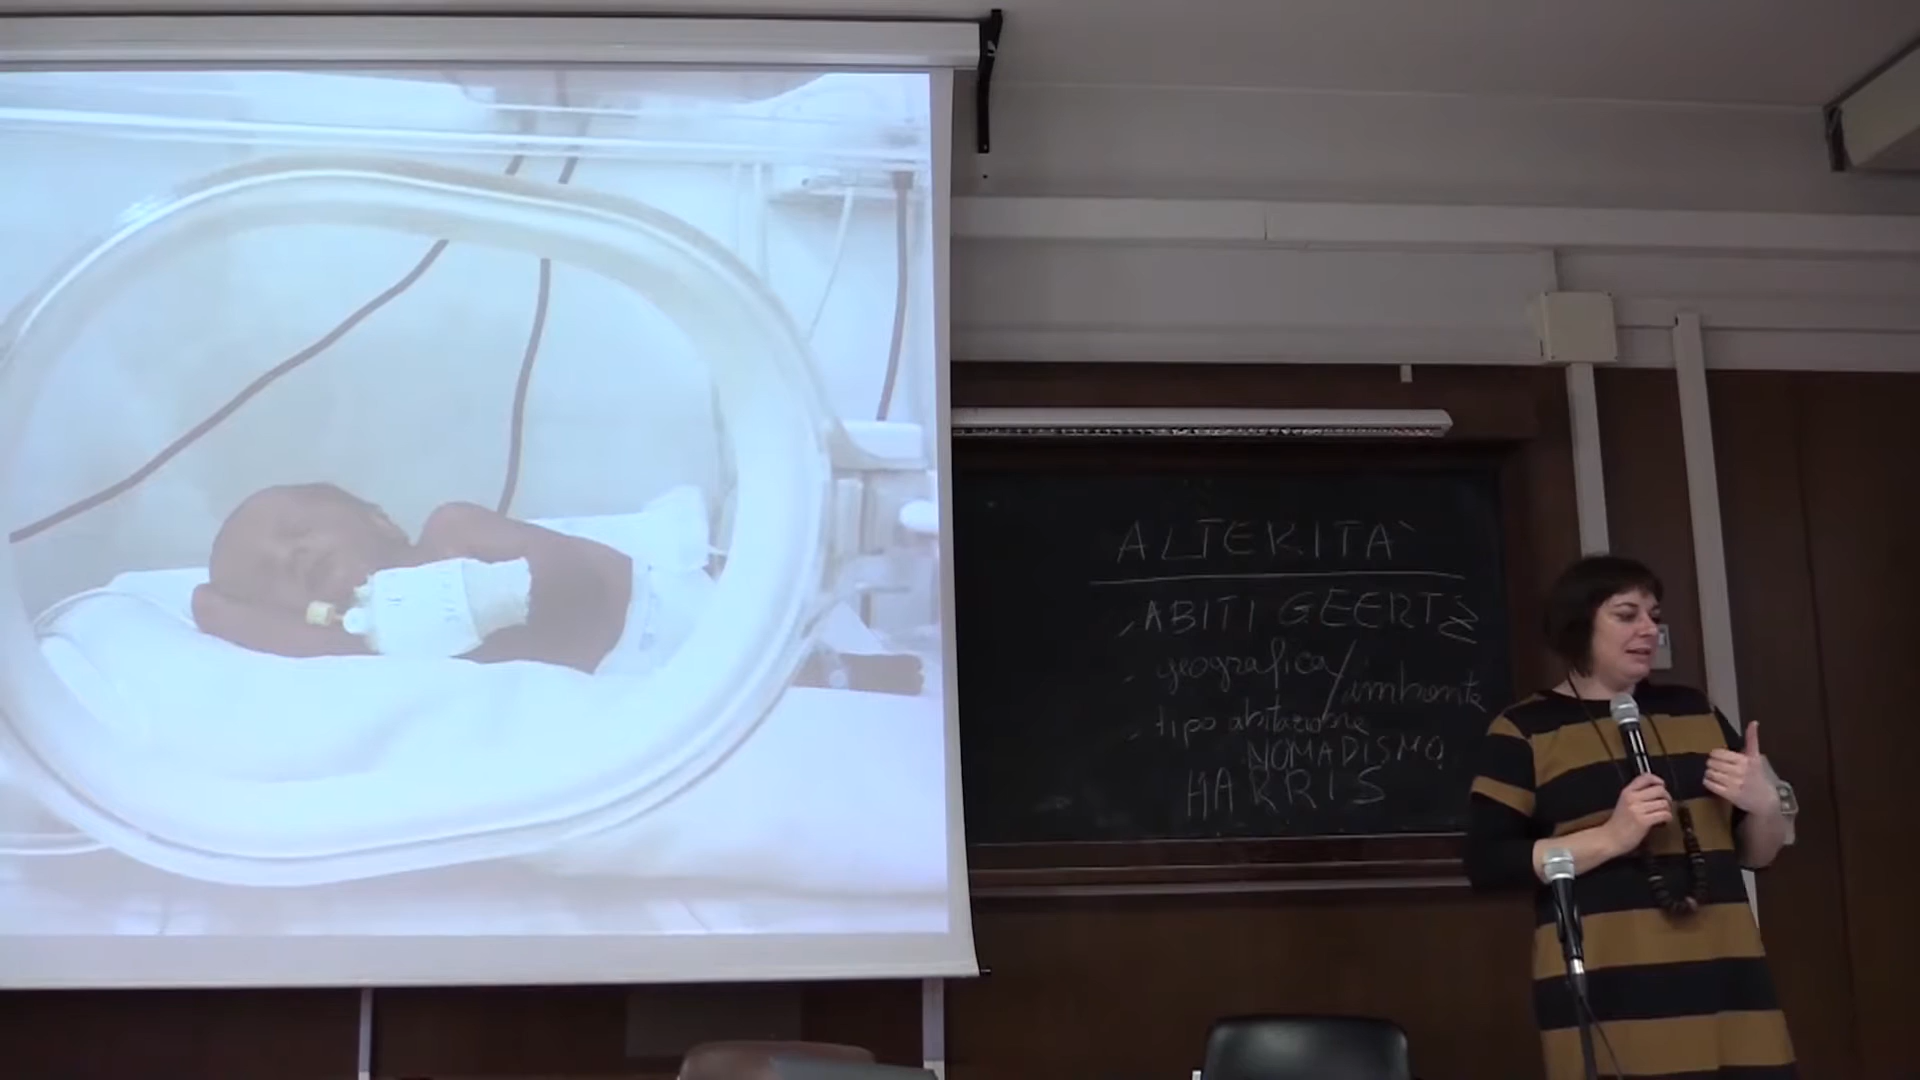 ALTERITA'
- ABITI GEERTZ
- geografica/ambiente
- tipo abitazione
NOMADISMO
HARRIS